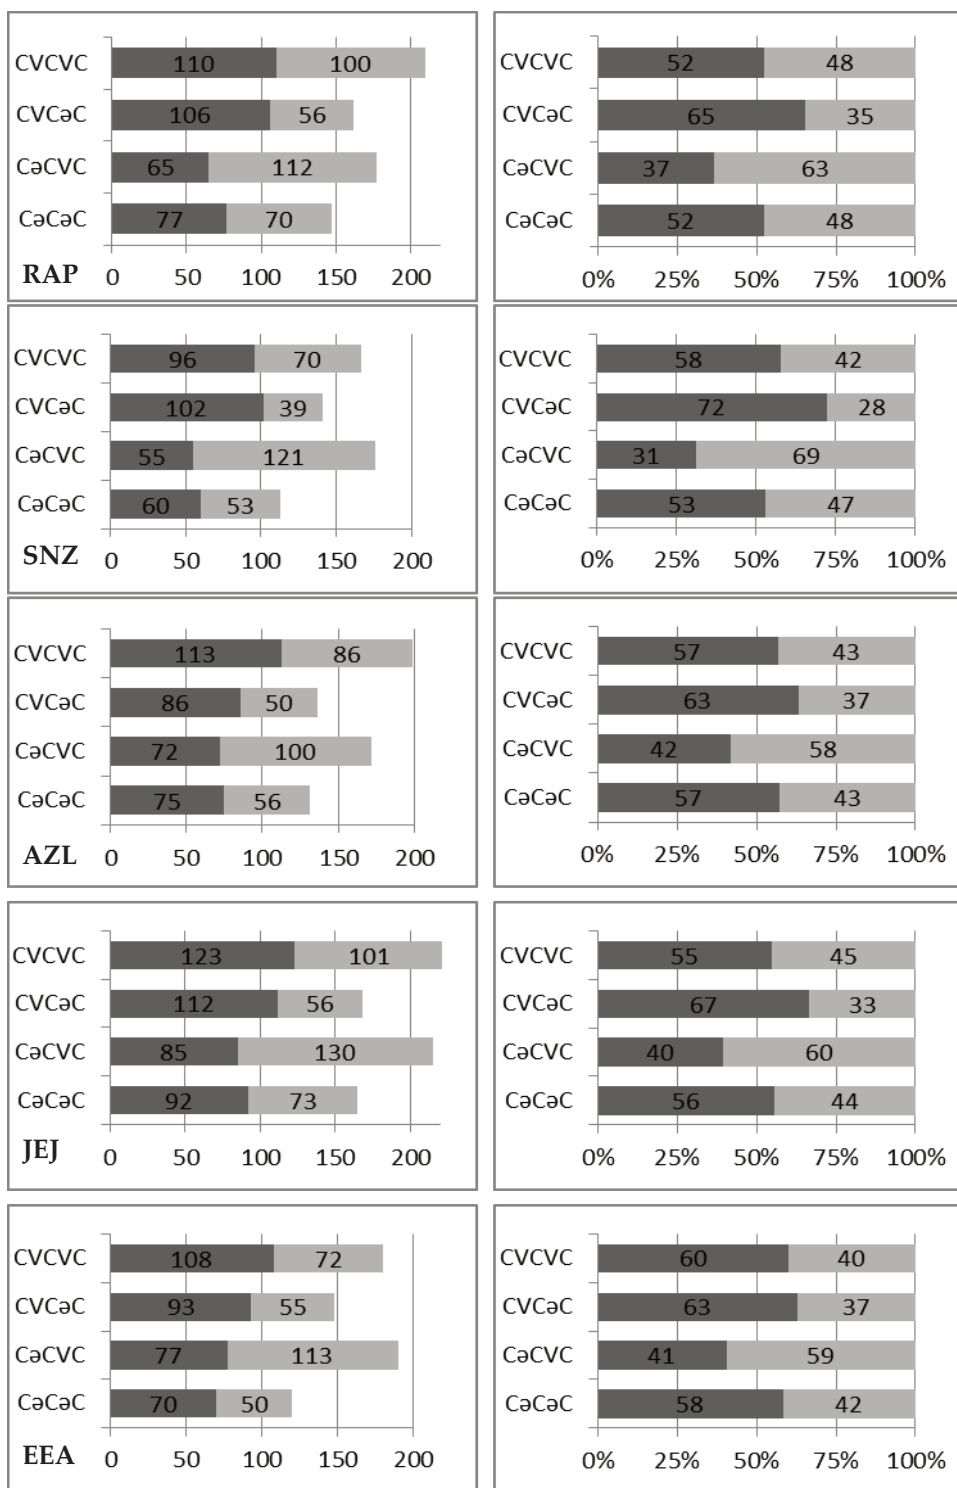 CVCVC 110 100
CVCəC 106 56
CəCVC 65 112
CəCəC 77 70
RAP 0 50 100 150 200
CVCVC 52 48
CVCəC 65 35
CəCVC 37 63
CəCəC 52 48
0% 25% 50% 75% 100%
CVCVC 96 70
CVCəC 102 39
CəCVC 55 121
CəCəC 60 53
SNZ 0 50 100 150 200
CVCVC 58 42
CVCəC 72 28
CəCVC 31 69
CəCəC 53 47
0% 25% 50% 75% 100%
CVCVC 113 86
CVCəC 86 50
CəCVC 72 100
CəCəC 75 56
AZL 0 50 100 150 200
CVCVC 57 43
CVCəC 63 37
CəCVC 42 58
CəCəC 57 43
0% 25% 50% 75% 100%
CVCVC 123 101
CVCəC 112 56
CəCVC 85 130
CəCəC 92 73
JEJ 0 50 100 150 200
CVCVC 55 45
CVCəC 67 33
CəCVC 40 60
CəCəC 56 44
0% 25% 50% 75% 100%
CVCVC 108 72
CVCəC 93 55
CəCVC 77 113
CəCəC 70 50
EEA 0 50 100 150 200
CVCVC 60 40
CVCəC 63 37
CəCVC 41 59
CəCəC 58 42
0% 25% 50% 75% 100%